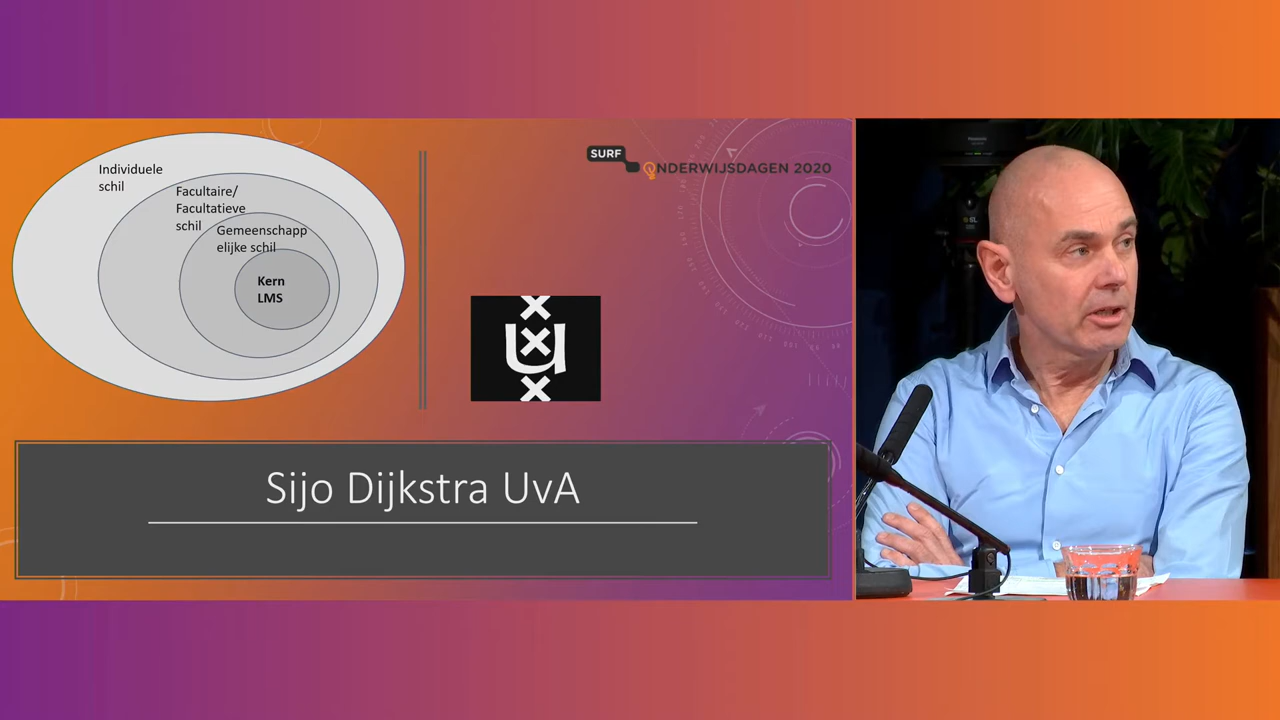 Individuele
schil
Facultaire/
Facultatieve
schil
Gemeenschapp
elijke schil
Kern
LMS
SURF
ONDERWIJSDAGEN 2020
U
Sijo Dijkstra UvA